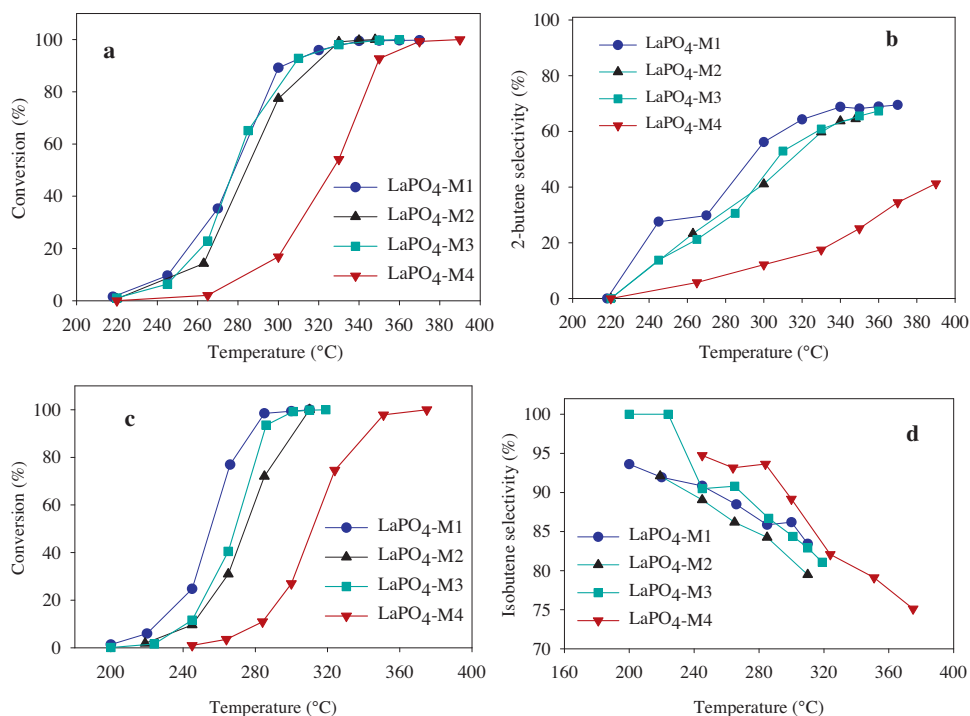 a
Conversion (%)
100
80
60
40
20
0
LaPO4-M1
LaPO4-M2
LaPO4-M3
LaPO4-M4
200 220 240 260 280 300 320 340 360 380 400
Temperature (°C)
b
2-butene selectivity (%)
100
80
60
40
20
0
LaPO4-M1
LaPO4-M2
LaPO4-M3
LaPO4-M4
200 220 240 260 280 300 320 340 360 380 400
Temperature (°C)
c
Conversion (%)
100
80
60
40
20
0
LaPO4-M1
LaPO4-M2
LaPO4-M3
LaPO4-M4
200 240 280 320 360 400
Temperature (°C)
d
Isobutene selectivity (%)
100
95
90
85
80
75
70
LaPO4-M1
LaPO4-M2
LaPO4-M3
LaPO4-M4
160 200 240 280 320 360 400
Temperature (°C)